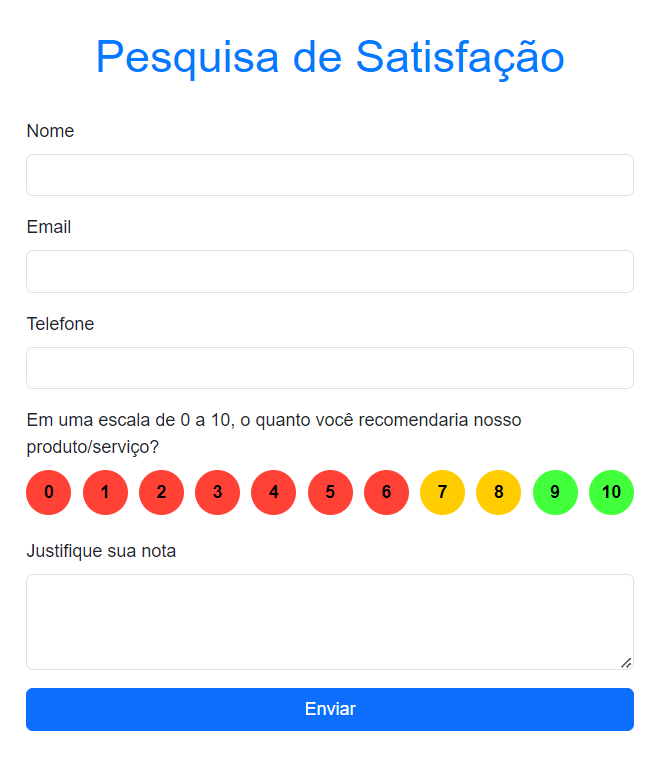 Pesquisa de Satisfação
Nome
Email
Telefone
Em uma escala de 0 a 10, o quanto você recomendaria nosso
produto/serviço?
0 1 2 3 4 5 6 7 8 9 10
Justifique sua nota
Enviar